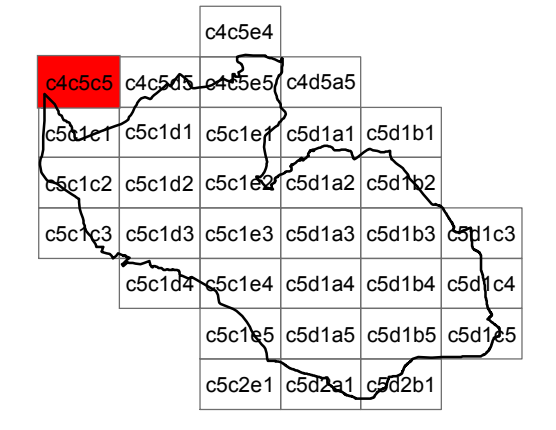 c4c5e4
c4c5c5 c4c5d5 c4c5e5 c4d5a5
c5c1c1 c5c1d1 c5c1e1 c5d1a1 c5d1b1
c5c1c2 c5c1d2 c5c1e2 c5d1a2 c5d1b2
c5c1c3 c5c1d3 c5c1e3 c5d1a3 c5d1b3 c5d1c3
c5c1d4 c5c1e4 c5d1a4 c5d1b4 c5d1c4
c5c1e5 c5d1a5 c5d1b5 c5d1c5
c5c2e1 c5d2a1 c5d2b1